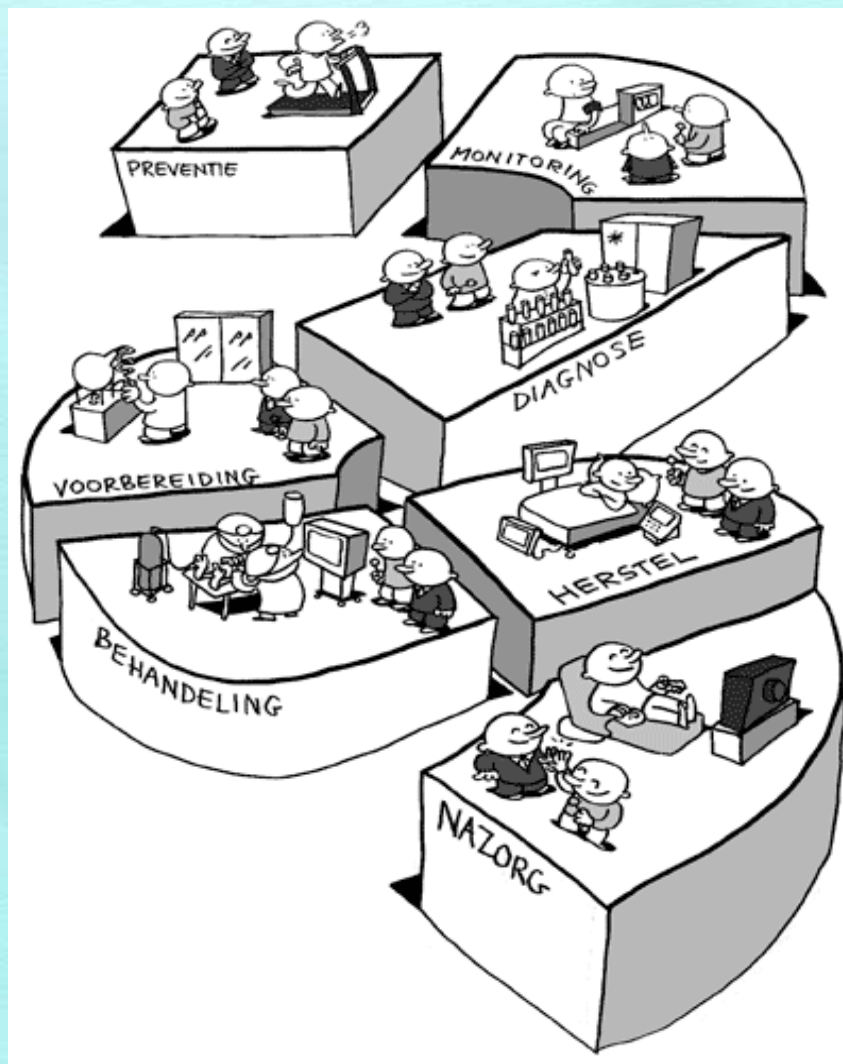 PREVENTIE
MONITORING
DIAGNOSE
VOORBEREIDING
HERSTEL
BEHANDELING
NAZORG